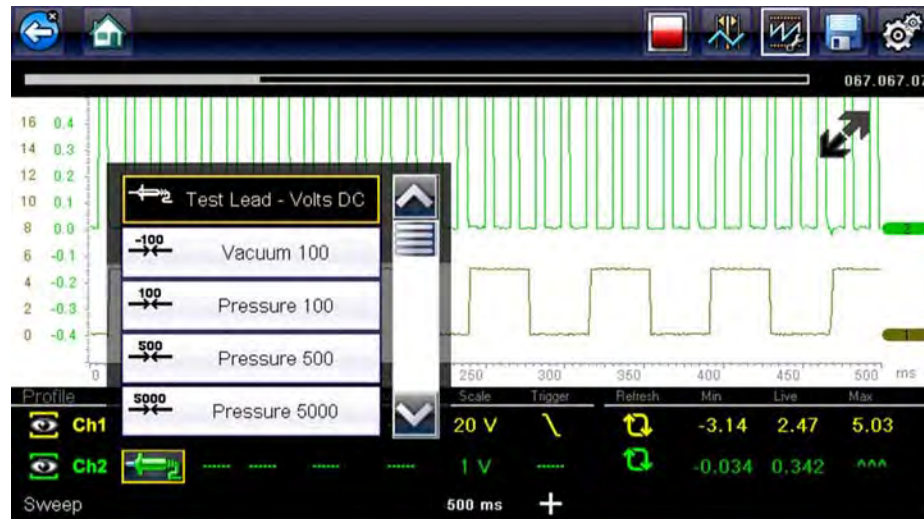 067.067.07
16 0.4
14 0.3
12 0.2
10 0.1
8 0.0
6 -0.1
4 -0.2
2 -0.3
0 -0.4
2
1
Test Lead - Volts DC
-100 Vacuum 100
100 Pressure 100
500 Pressure 500
5000 Pressure 5000
0 250 300 350 400 450 500 ms
Profile Scale Trigger Refresh Min Live Max
Ch1 20 V -3.14 2.47 5.03
Ch2 2 ----- ----- ----- ----- 1 V ----- -0.034 0.342 ^^^
Sweep 500 ms